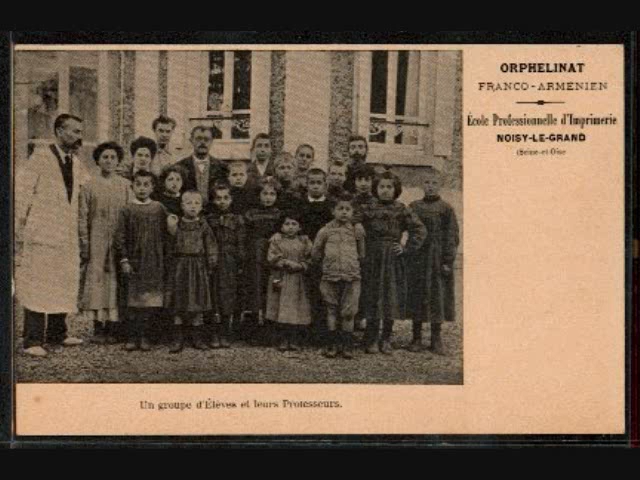 ORPHELINAT
FRANCO-ARMÉNIEN
École Professionnelle d'Imprimerie
NOISY-LE-GRAND
(Seine-et-Oise
Un groupe d'Élèves et leurs Professeurs.